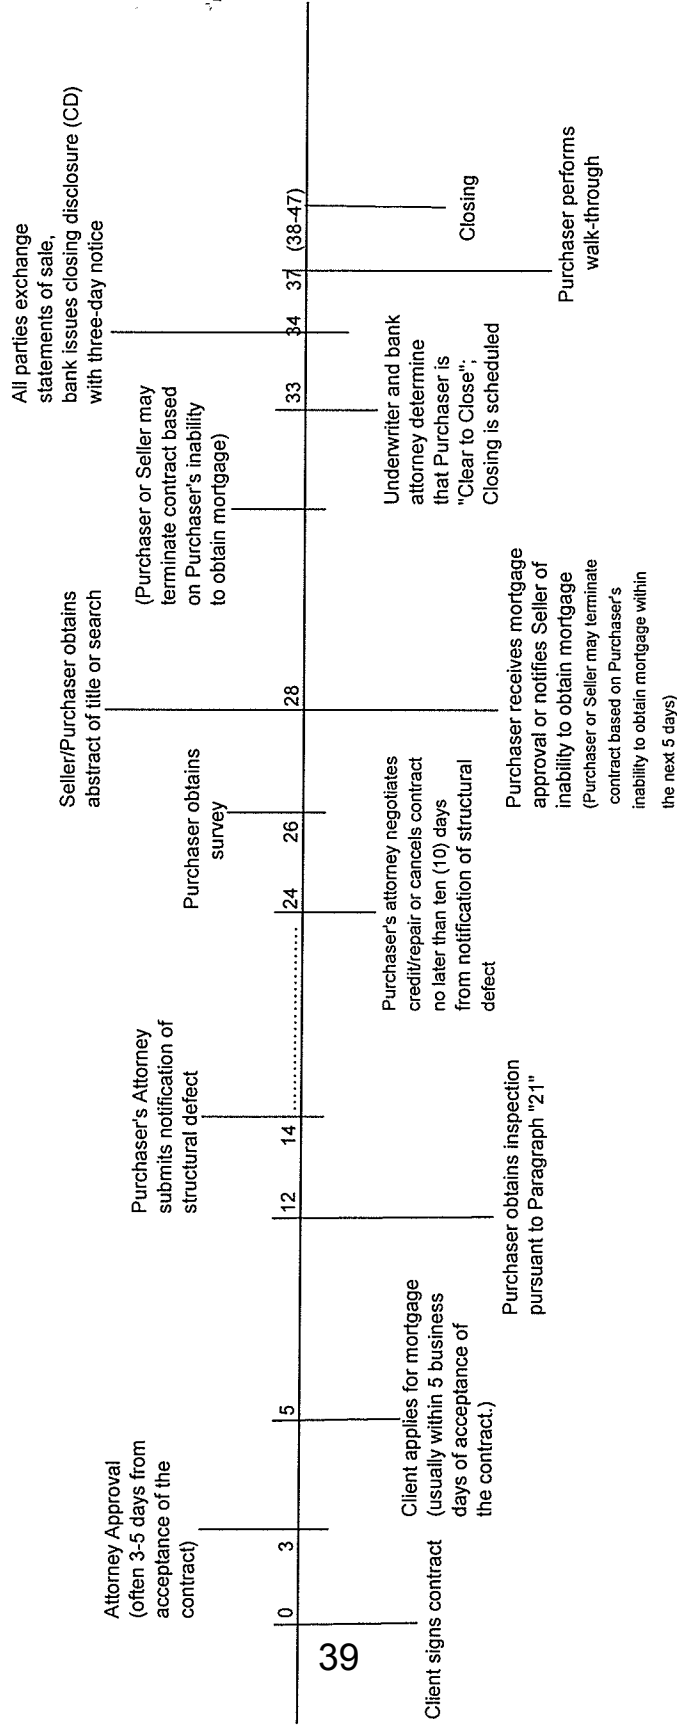 Attorney Approval
(often 3-5 days from
acceptance of the
contract)
Purchaser's Attorney
submits notification of
structural defect
Purchaser obtains
survey
Seller/Purchaser obtains
abstract of title or search
(Purchaser or Seller may
terminate contract based
on Purchaser's inability
to obtain mortgage)
All parties exchange
statements of sale,
bank issues closing disclosure (CD)
with three-day notice
0
3
5
12
14
24
26
28
33
34
37
(38-47)
Client signs contract
Client applies for mortgage
(usually within 5 business
days of acceptance of
the contract.)
Purchaser obtains inspection
pursuant to Paragraph "21"
Purchaser's attorney negotiates
credit/repair or cancels contract
no later than ten (10) days
from notification of structural
defect
Purchaser receives mortgage
approval or notifies Seller of
inability to obtain mortgage
(Purchaser or Seller may terminate
contract based on Purchaser's
inability to obtain mortgage within
the next 5 days)
Underwriter and bank
attorney determine
that Purchaser is
"Clear to Close";
Closing is scheduled
Closing
Purchaser performs
walk-through
39